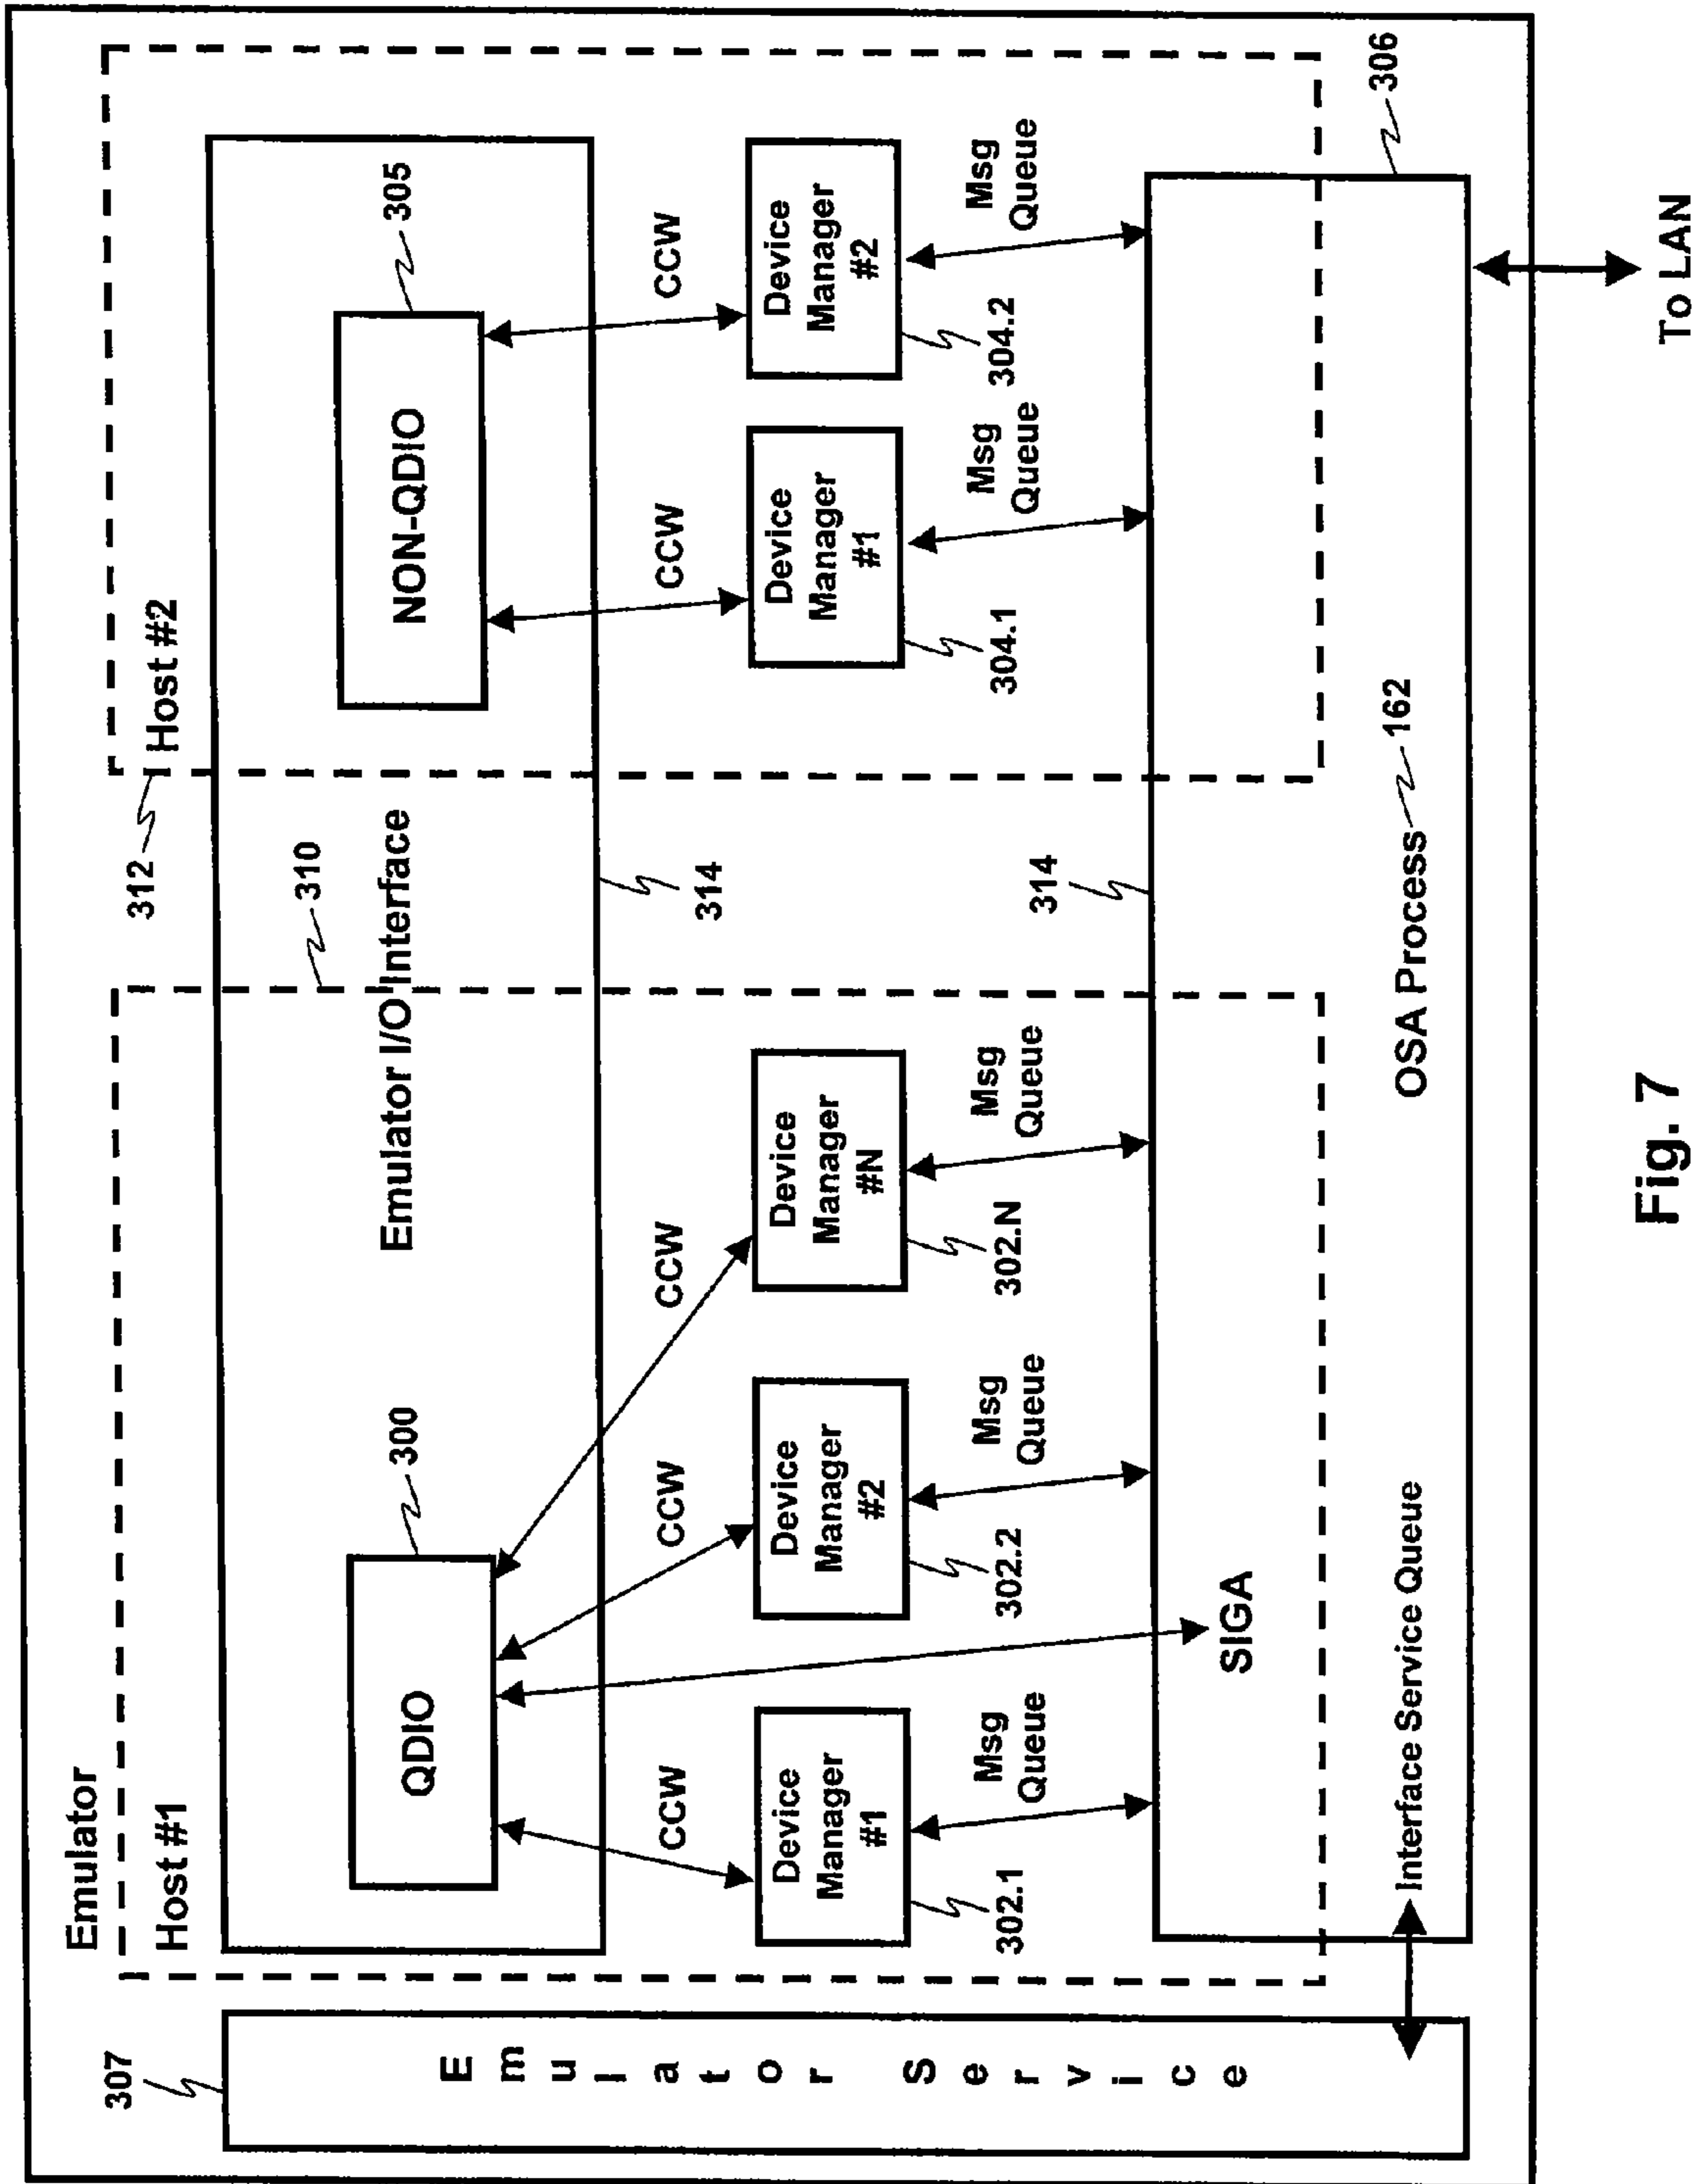 Emulator
307
Emulator Service
Host #1
312
Host #2
310
Emulator I/O Interface
QDIO
300
NON-QDIO
305
314
CCW
CCW
CCW
CCW
CCW
Device
Manager
#1
Device
Manager
#2
Device
Manager
#N
Device
Manager
#1
Device
Manager
#2
302.1
302.2
302.N
304.1
304.2
Msg
Queue
Msg
Queue
Msg
Queue
Msg
Queue
Msg
Queue
314
SIGA
306
Interface Service Queue
OSA Process
162
To LAN
Fig. 7